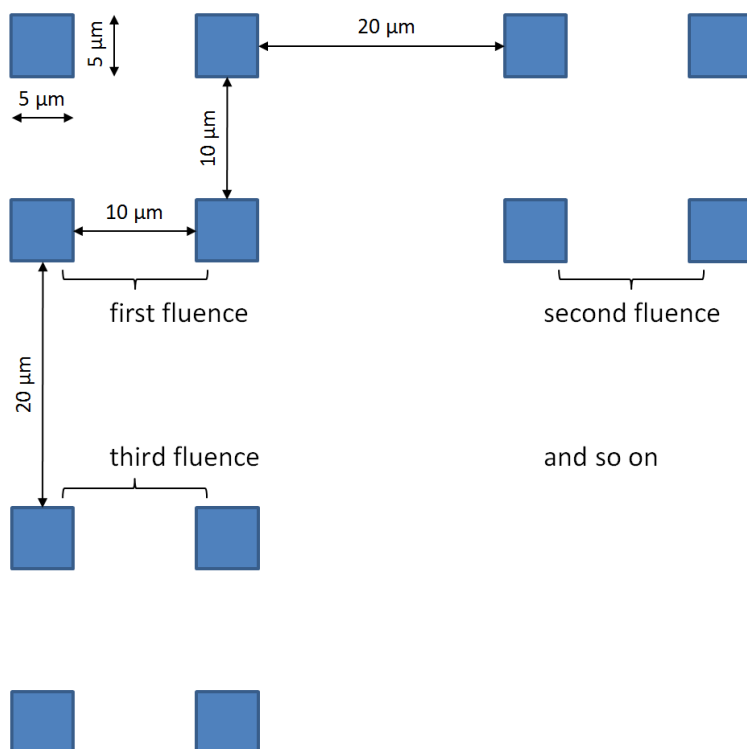 20 µm
5 µm
5 µm
10 µm
10 µm
first fluence
second fluence
20 µm
third fluence
and so on